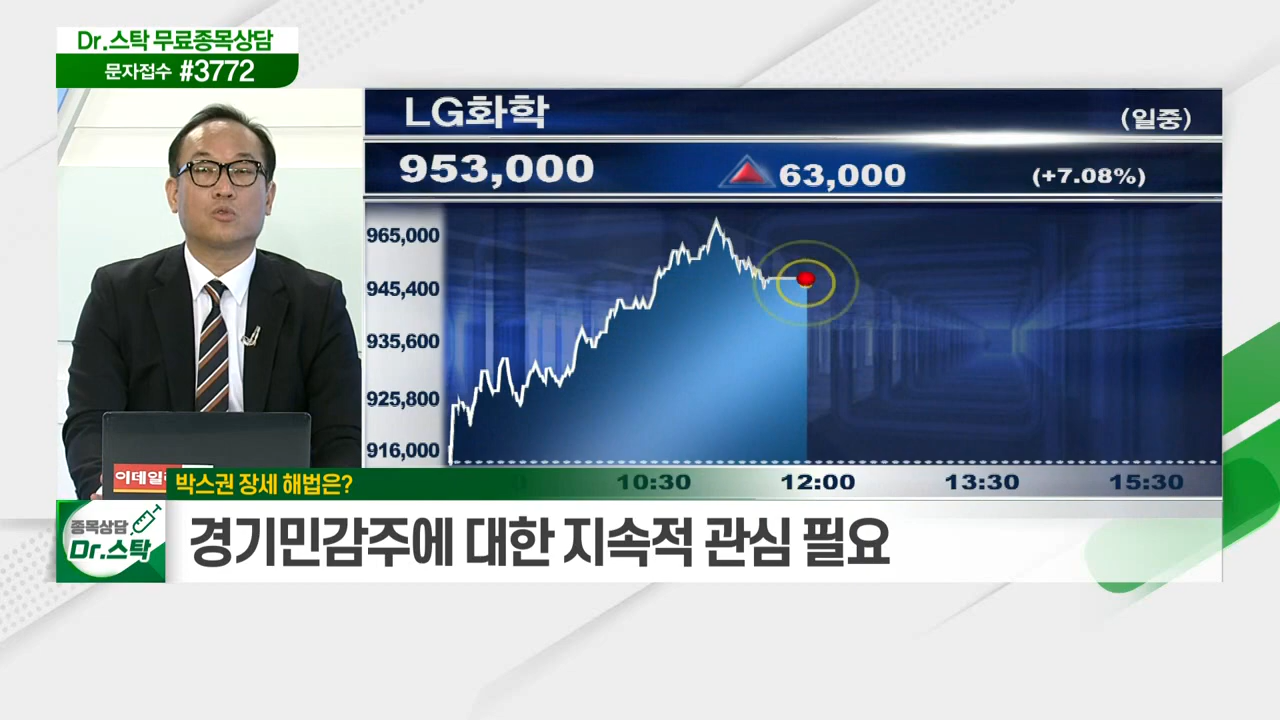 Dr.스탁 무료종목상담
문자접수 #3772
LG화학 (일중)
953,000 63,000 (+7.08%)
965,000
945,400
935,600
925,800
916,000
10:30 12:00 13:30 15:30
박스권 장세 해법은?
종목상담
Dr.스탁
경기민감주에 대한 지속적 관심 필요